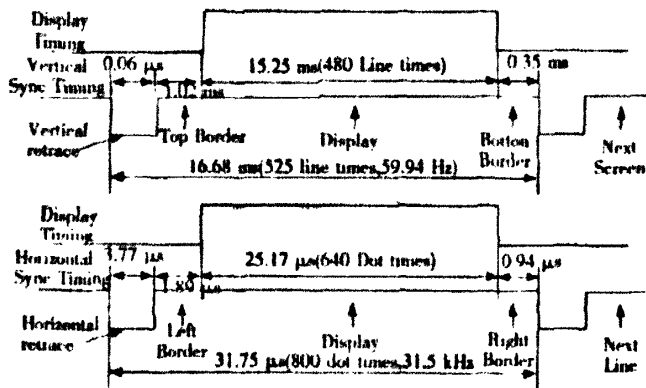 Display
Timing
Vertical 0.06 μs
15.25 ms(480 Line times)
0.35 ms
Sync Timing
1.02 ms
Vertical
retrace
Top Border
Display
Botton
Border
Next
Screen
16.68 ms(525 line times,59.94 Hz)
Display
Timing
Horizontal 3.77 μs
25.17 μs(640 Dot times)
0.94 μs
Sync Timing
1.89 μs
Horizontal
retrace
Left
Border
Display
Right
Border
Next
Line
31.75 μs(800 dot times,31.5 kHz)